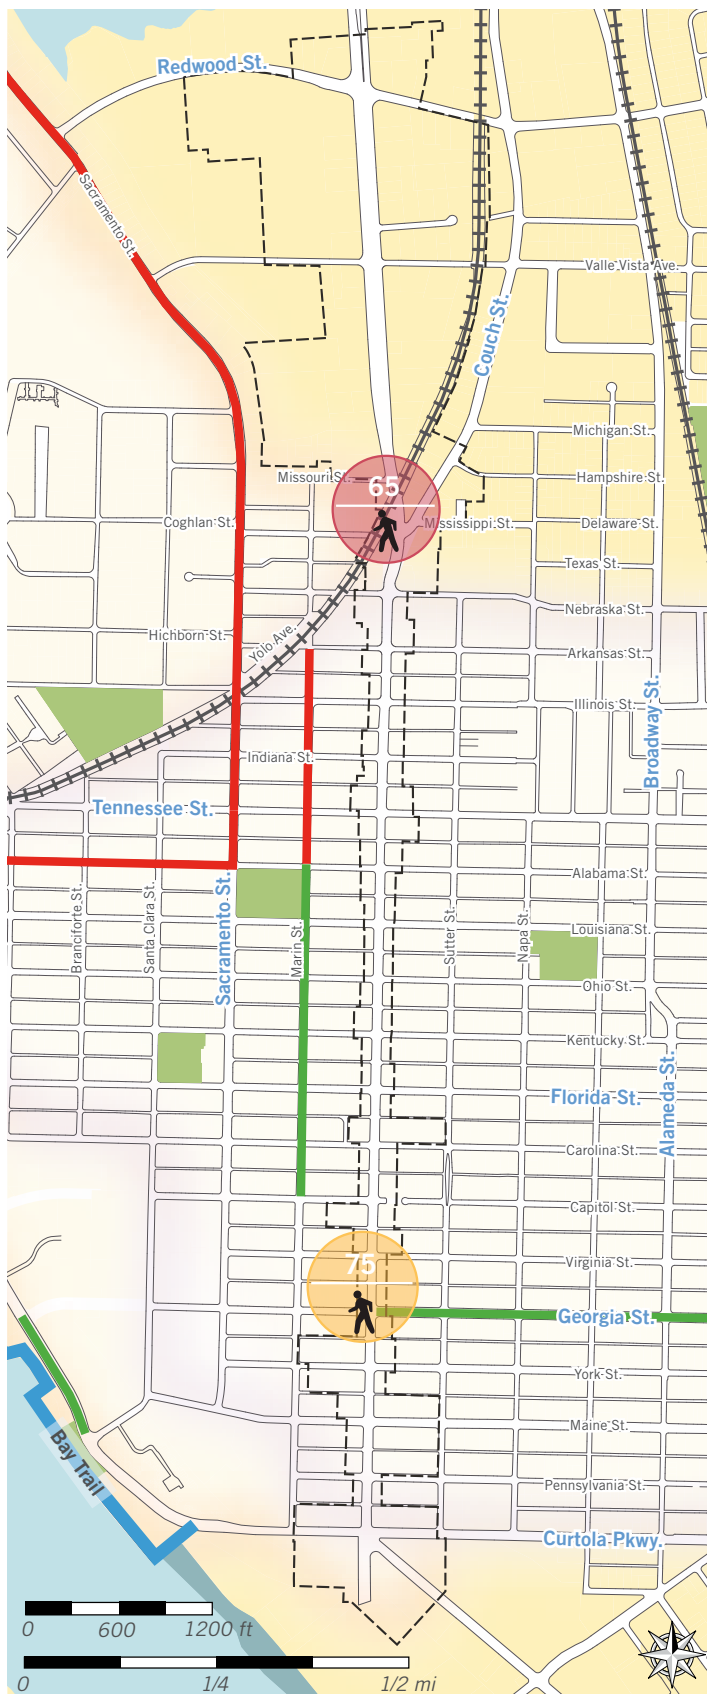 Redwood St.
Sacramento St.
Valle Vista Ave.
Couch St.
Michigan St.
Missouri St.
65
Hampshire St.
Coghlan St.
Mississippi St.
Delaware St.
Texas St.
Nebraska St.
Hichborn St.
Yolo Ave.
Arkansas St.
Illinois St.
Broadway St.
Indiana St.
Tennessee St.
Alabama St.
Branciforte St.
Santa Clara St.
Sacramento St.
Marin St.
Sutter St.
Napa St.
Louisiana St.
Ohio St.
Kentucky St.
Florida St.
Alameda St.
Carolina St.
Capitol St.
Virginia St.
75
Georgia St.
York St.
Maine St.
Bay Trail
Pennsylvania St.
Curtola Pkwy.
0 600 1200 ft
0 1/4 1/2 mi